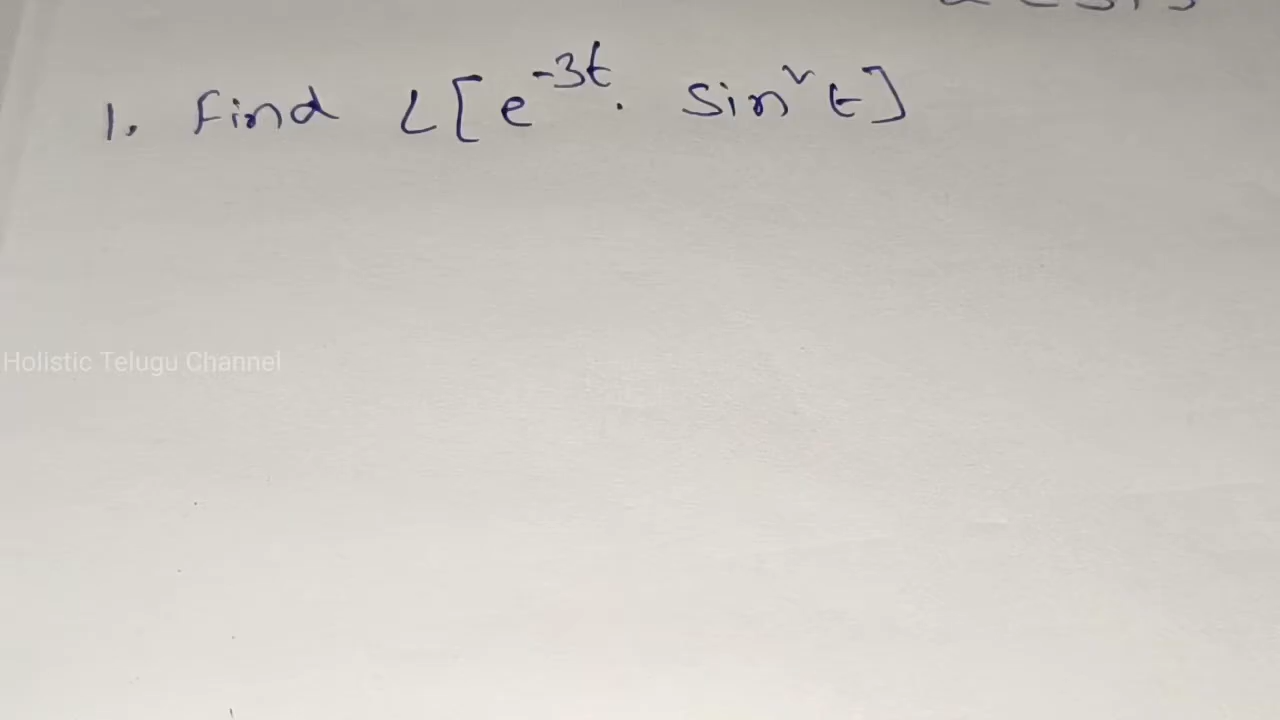 1. Find L[e^-3t. Sin²t]
Holistic Telugu Channel